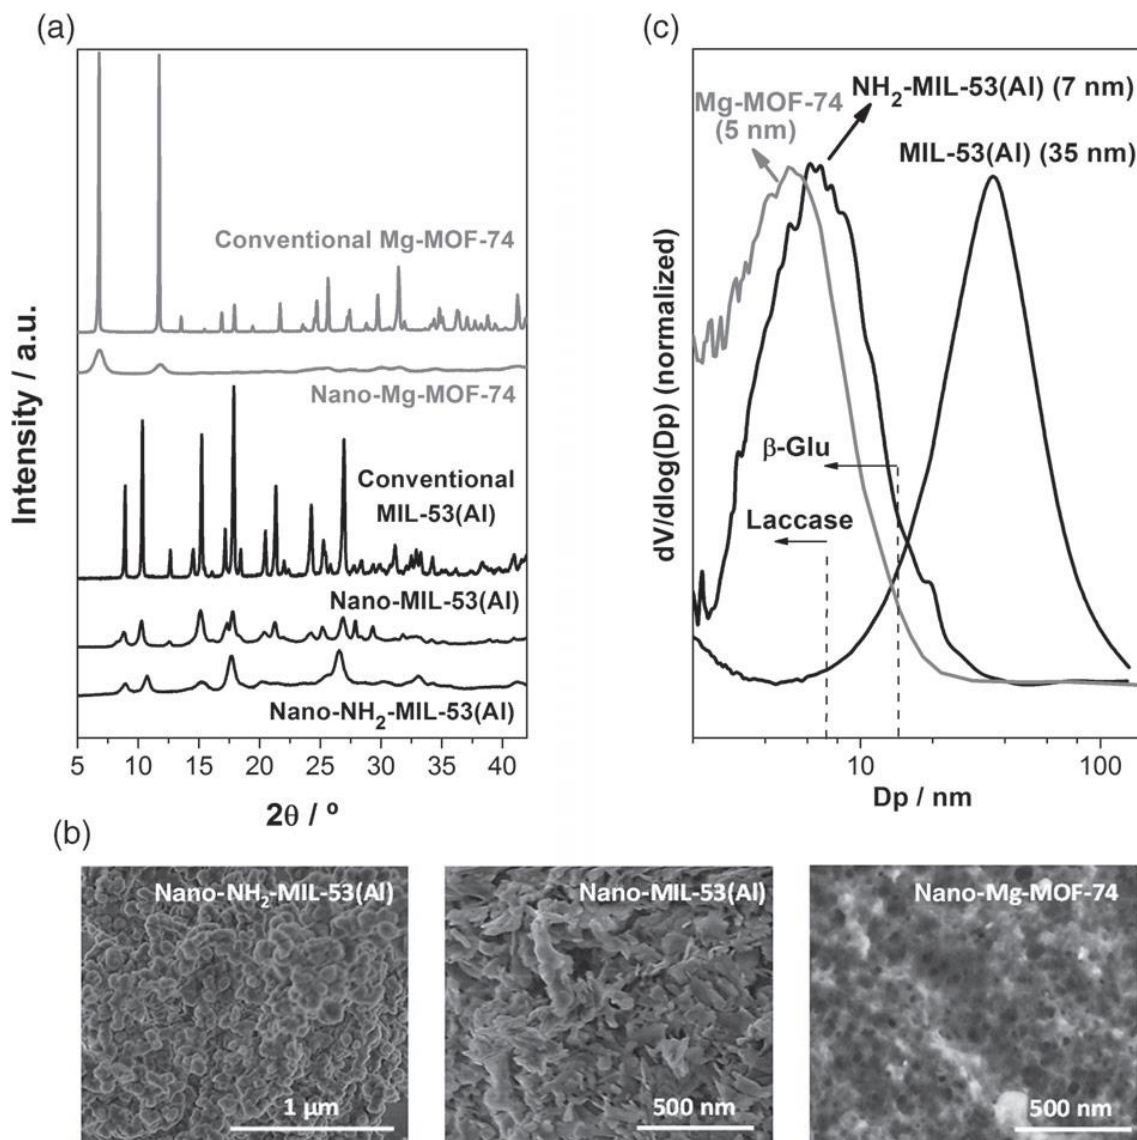 (a)
Conventional Mg-MOF-74
Nano-Mg-MOF-74
Conventional
MIL-53(Al)
Nano-MIL-53(Al)
Nano-NH₂-MIL-53(Al)
Intensity / a.u.
5 10 15 20 25 30 35 40
2θ / º
(c)
Mg-MOF-74
(5 nm)
NH₂-MIL-53(Al) (7 nm)
MIL-53(Al) (35 nm)
β-Glu
Laccase
dV/dlog(Dp) (normalized)
10 100
Dp / nm
(b)
Nano-NH₂-MIL-53(Al)
1 µm
Nano-MIL-53(Al)
500 nm
Nano-Mg-MOF-74
500 nm